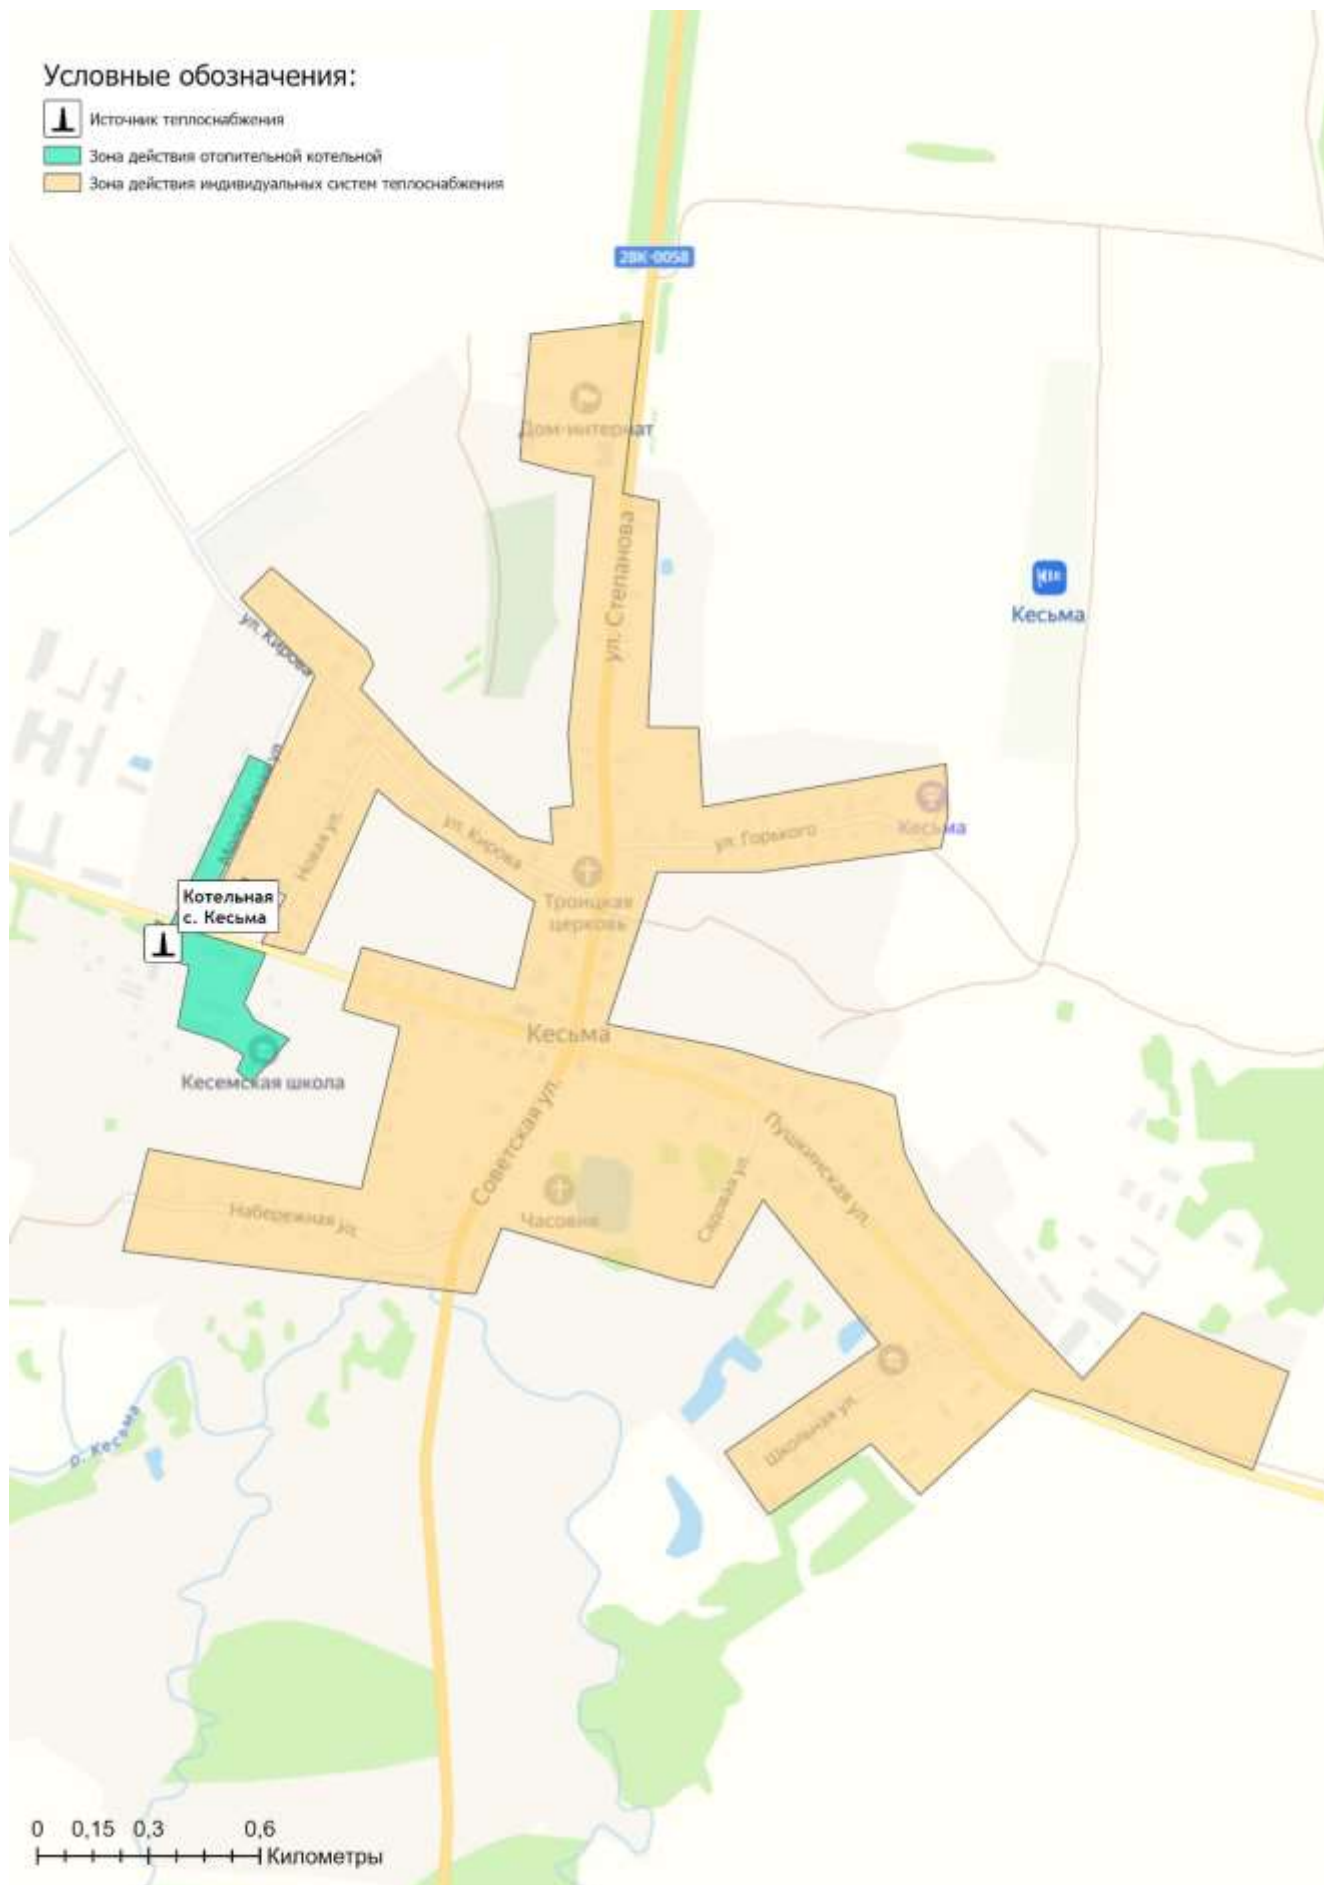 Условные обозначения:
Источник теплоснабжения
Зона действия отопительной котельной
Зона действия индивидуальных систем теплоснабжения
28К-0058
Дом-интернат
ул. Степанова
Кесьма
ул. Кирова
Новая ул.
ул. Кирова
ул. Горького
Кесьма
Троицкая
церковь
Котельная
с. Кесьма
Кесьма
Кесемская школа
Советская ул.
Пушкинская ул.
Садовая ул.
Набережная ул.
Часовня
Школьная ул.
р. Кесьма
0 0,15 0,3 0,6
Километры